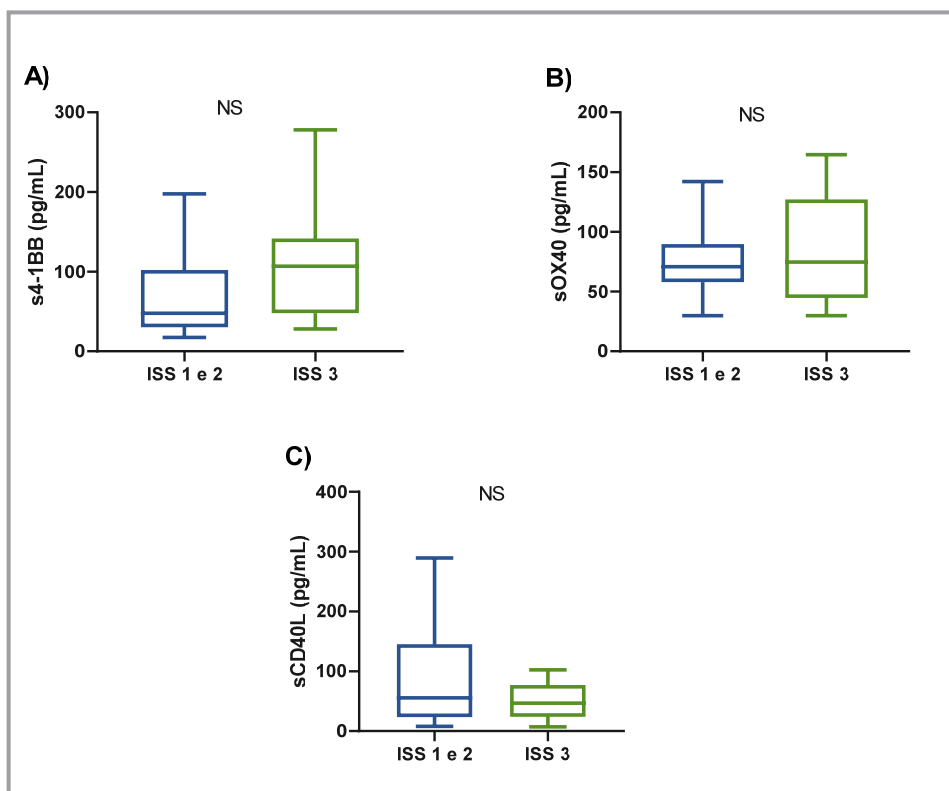 A)
NS
300
200
100
0
s4-1BB (pg/mL)
ISS 1 e 2
ISS 3
B)
NS
200
150
100
50
0
sOX40 (pg/mL)
ISS 1 e 2
ISS 3
C)
NS
400
300
200
100
0
sCD40L (pg/mL)
ISS 1 e 2
ISS 3